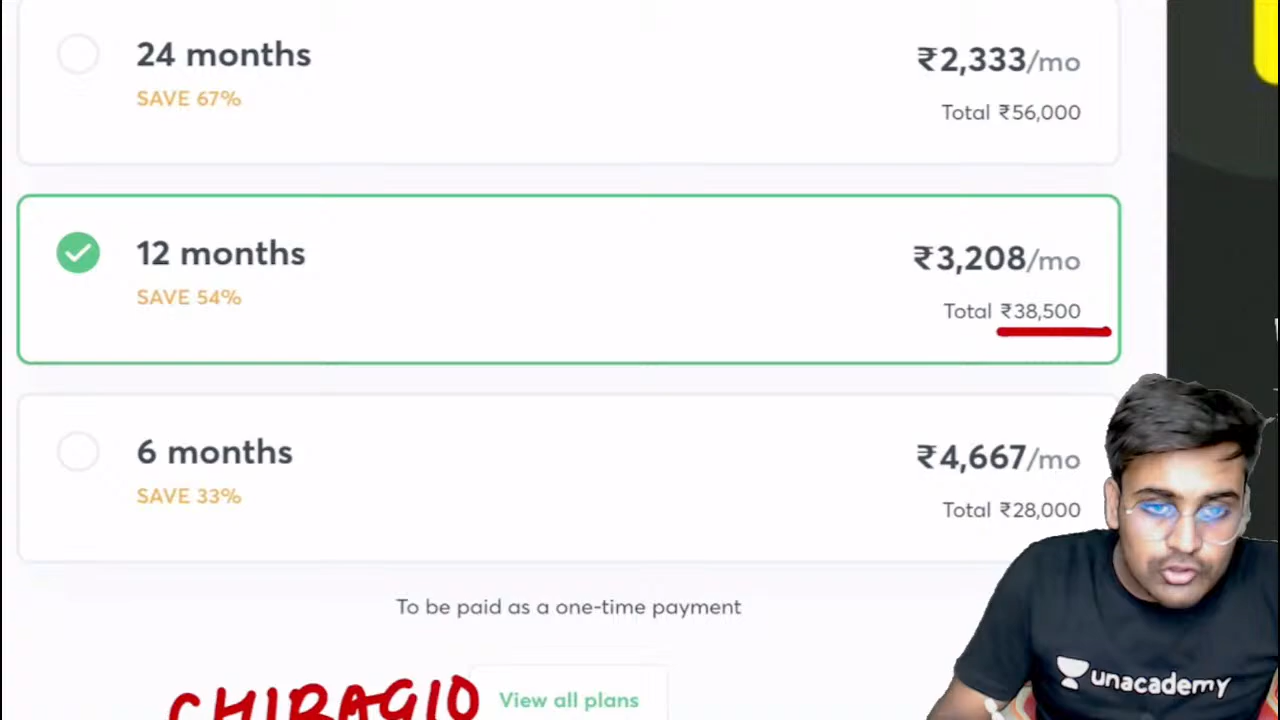 24 months
₹2,333/mo
SAVE 67%
Total ₹56,000
12 months
₹3,208/mo
SAVE 54%
Total ₹38,500
6 months
₹4,667/mo
SAVE 33%
Total ₹28,000
To be paid as a one-time payment
CHIRAG10
View all plans
unacademy